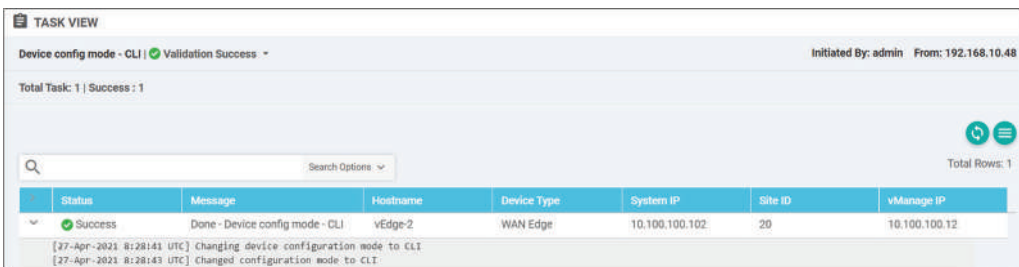 TASK VIEW
Device config mode - CLI | Validation Success
Initiated By: admin From: 192.168.10.48
Total Task: 1 | Success : 1
Search Options
Total Rows: 1
Status Message Hostname Device Type System IP Site ID vManage IP
Success Done - Device config mode - CLI vEdge-2 WAN Edge 10.100.100.102 20 10.100.100.12
[27-Apr-2021 8:28:41 UTC] Changing device configuration mode to CLI
[27-Apr-2021 8:28:43 UTC] Changed configuration mode to CLI